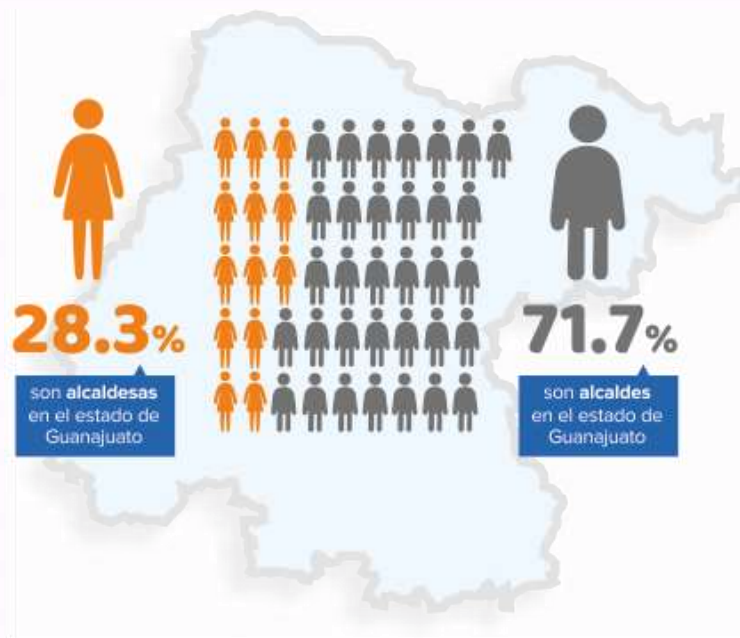 28.3%
son alcaldesas
en el estado de
Guanajuato
71.7%
son alcaldes
en el estado de
Guanajuato